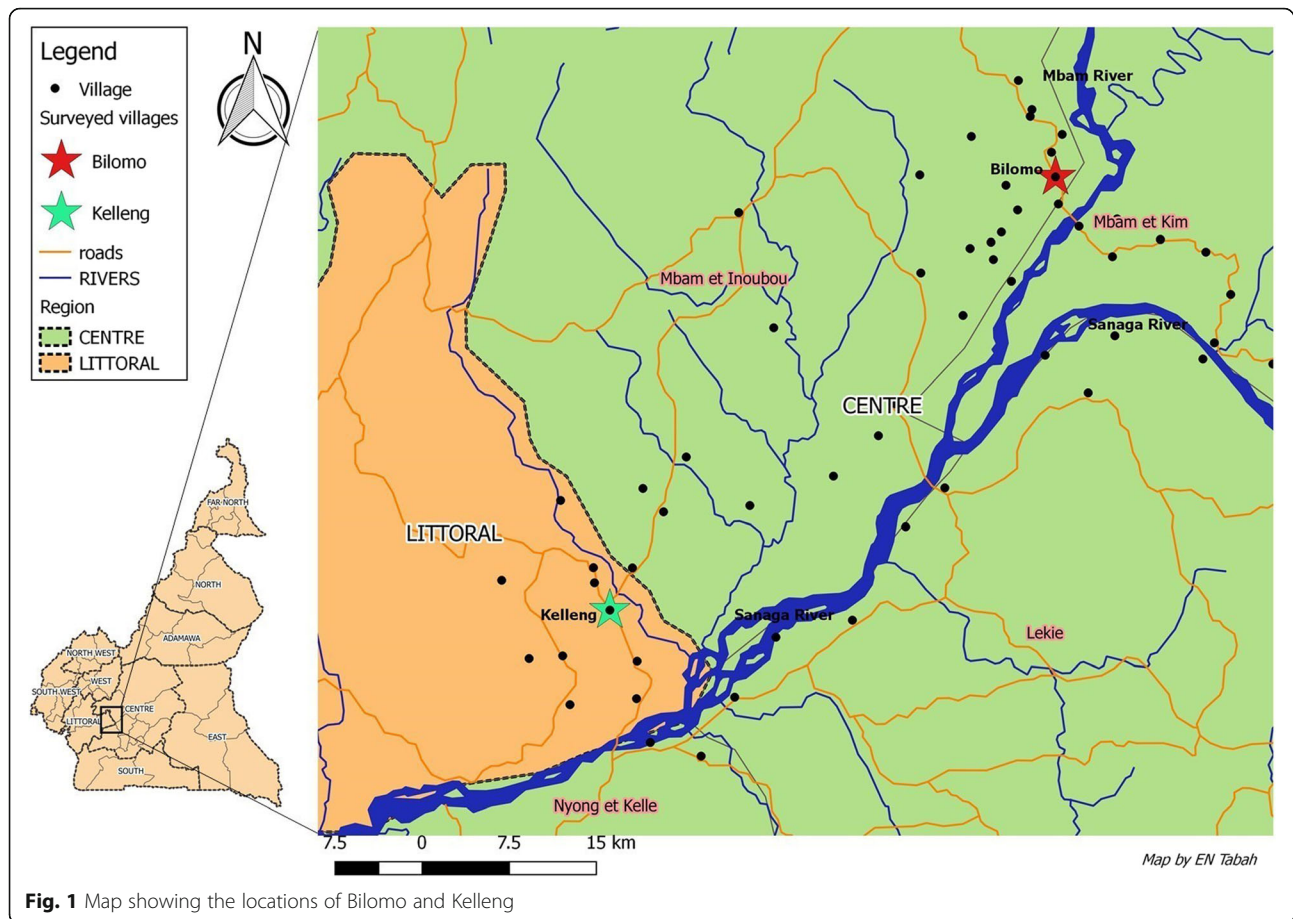 Legend
Village
Surveyed villages
Bilomo
Kelleng
roads
RIVERS
Region
CENTRE
LITTORAL
N
Mbam River
Bilomo
Mbam et Kim
Mbam et Inoubou
Sanaga River
CENTRE
LITTORAL
Kelleng
Sanaga River
Lekie
Nyong et Kelle
FAR-NORTH
NORTH
ADAMAWA
NORTH WEST
WEST
SOUTH-WEST
LITTORAL
CENTRE
EAST
SOUTH
7.5 0 7.5 15 km
Map by EN Tabah
Fig. 1 Map showing the locations of Bilomo and Kelleng